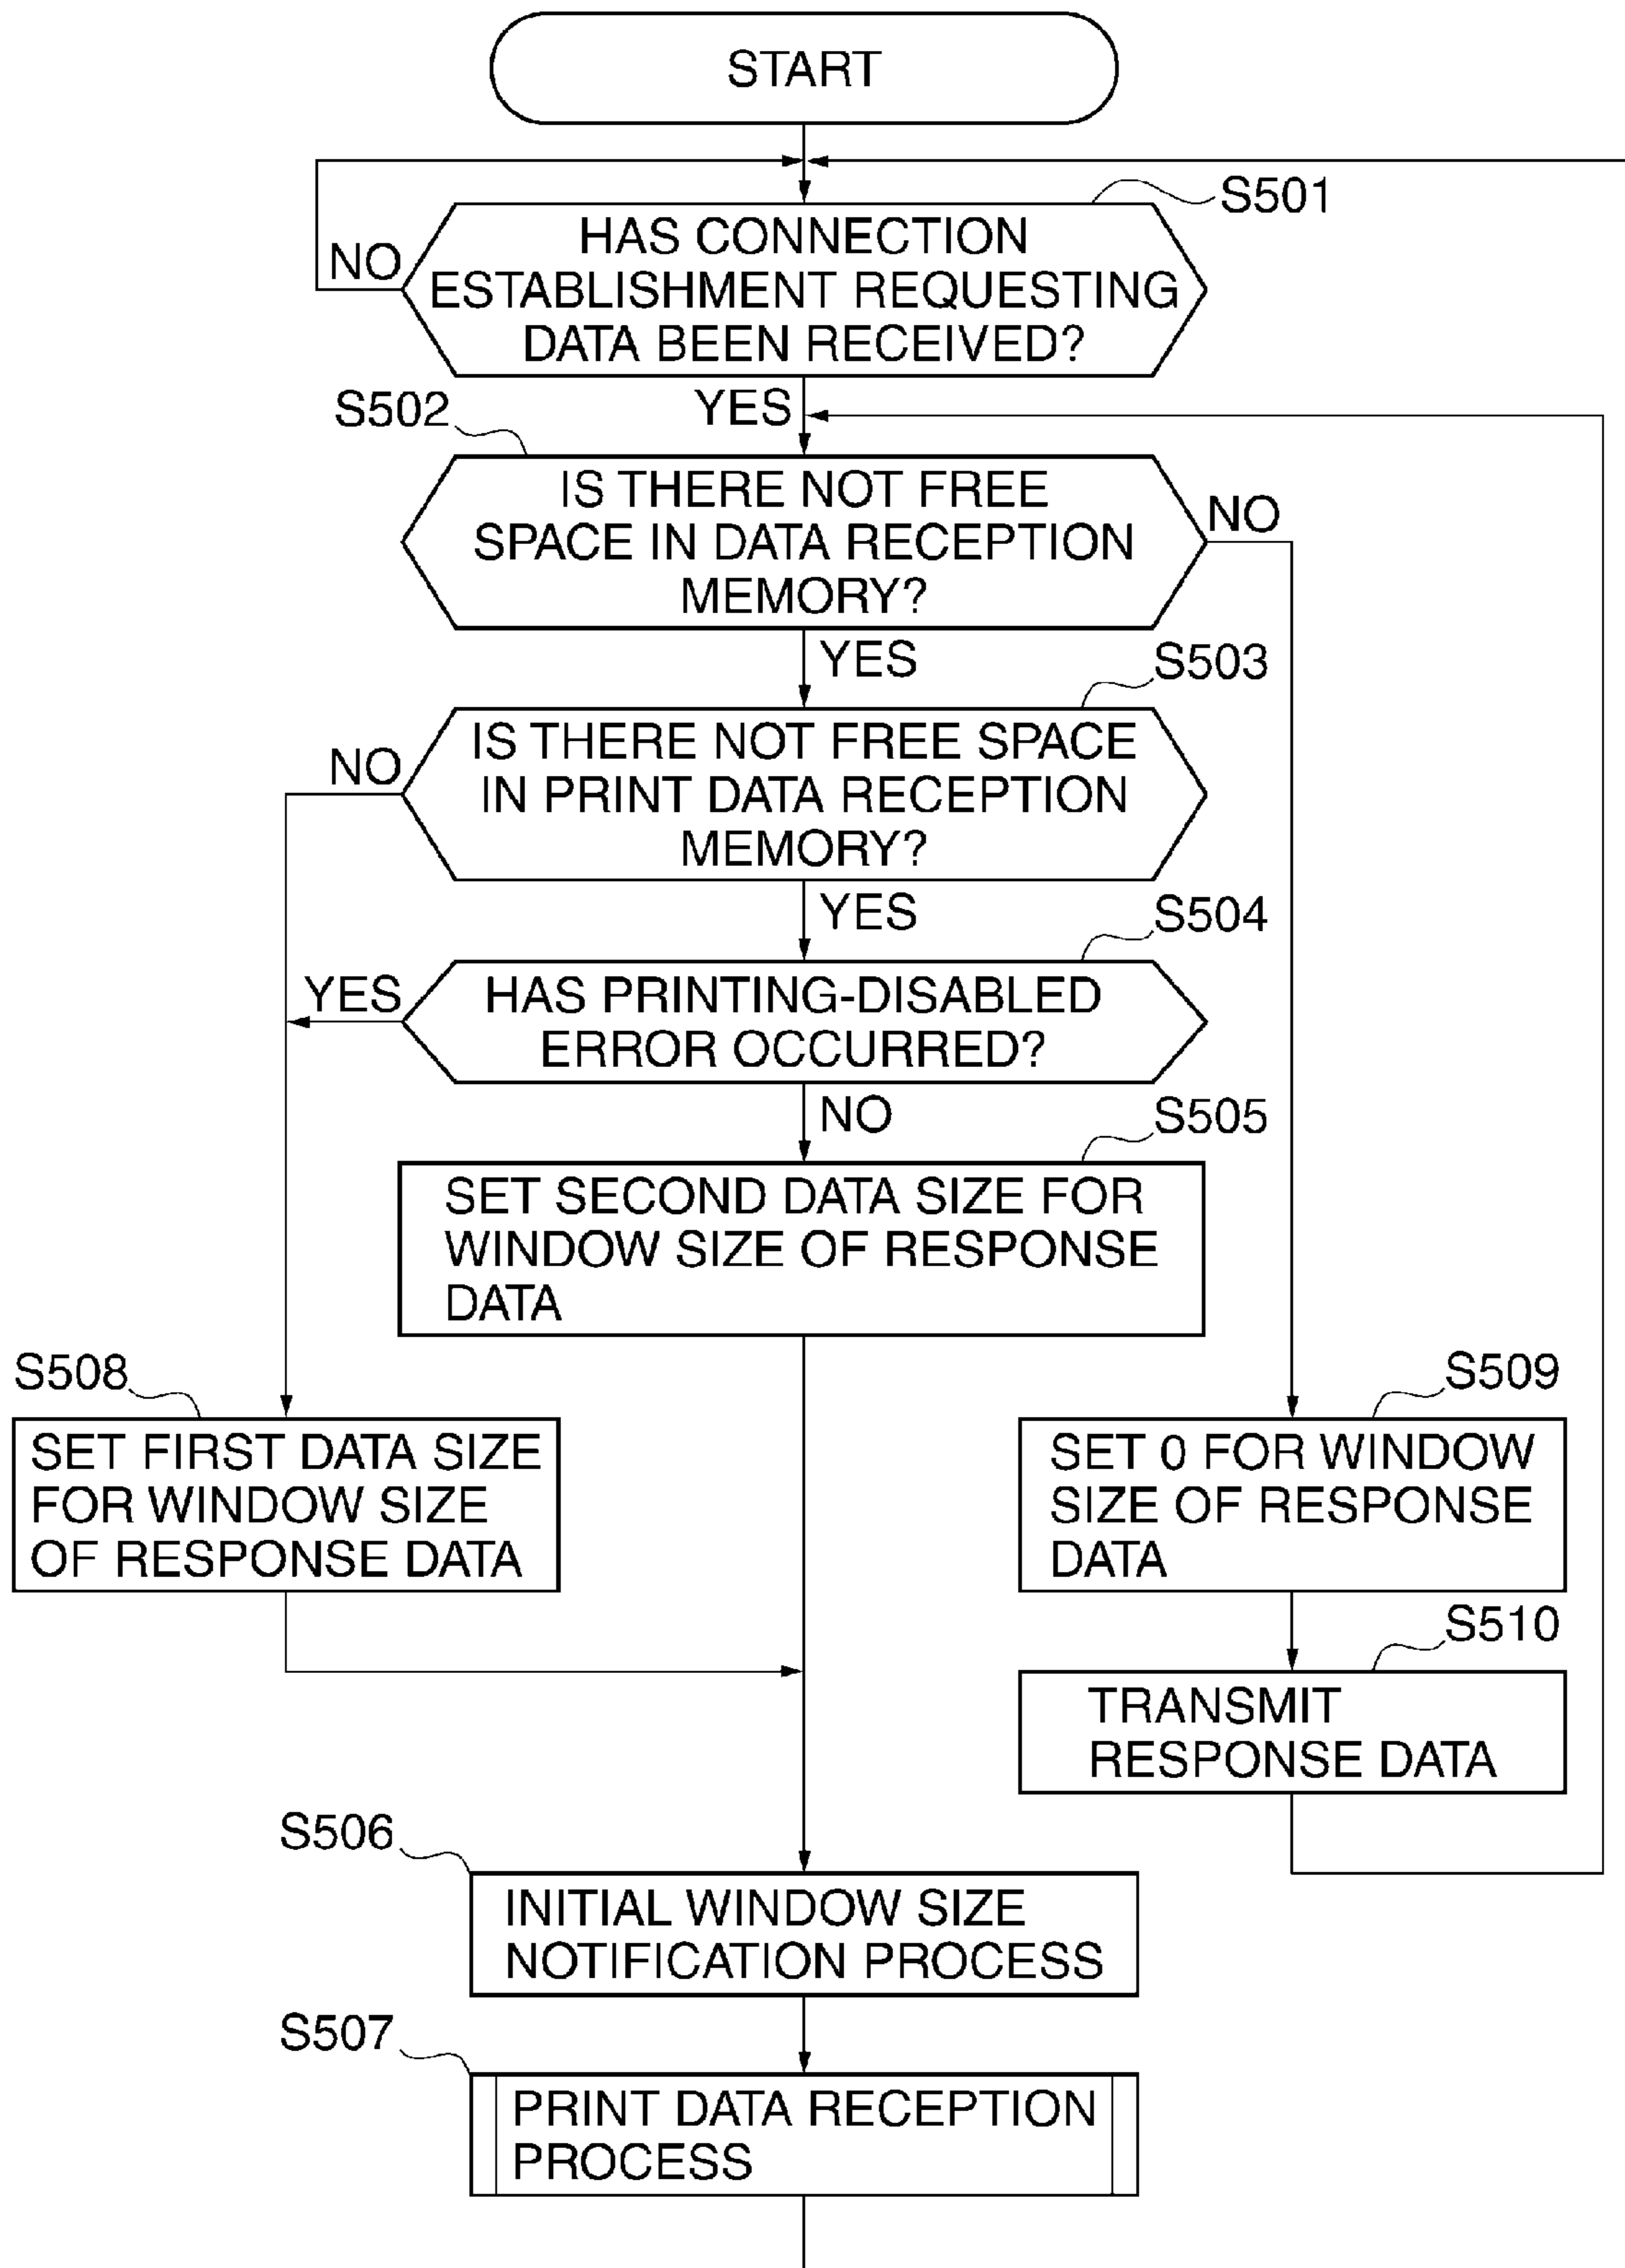 START
S501
HAS CONNECTION
NO
ESTABLISHMENT REQUESTING
DATA BEEN RECEIVED?
S502
YES
IS THERE NOT FREE
NO
SPACE IN DATA RECEPTION
MEMORY?
YES
S503
IS THERE NOT FREE SPACE
NO
IN PRINT DATA RECEPTION
MEMORY?
YES
S504
YES
HAS PRINTING-DISABLED
ERROR OCCURRED?
NO
S505
SET SECOND DATA SIZE FOR
WINDOW SIZE OF RESPONSE
DATA
S508
SET FIRST DATA SIZE
FOR WINDOW SIZE
OF RESPONSE DATA
S509
SET 0 FOR WINDOW
SIZE OF RESPONSE
DATA
S510
TRANSMIT
RESPONSE DATA
S506
INITIAL WINDOW SIZE
NOTIFICATION PROCESS
S507
PRINT DATA RECEPTION
PROCESS